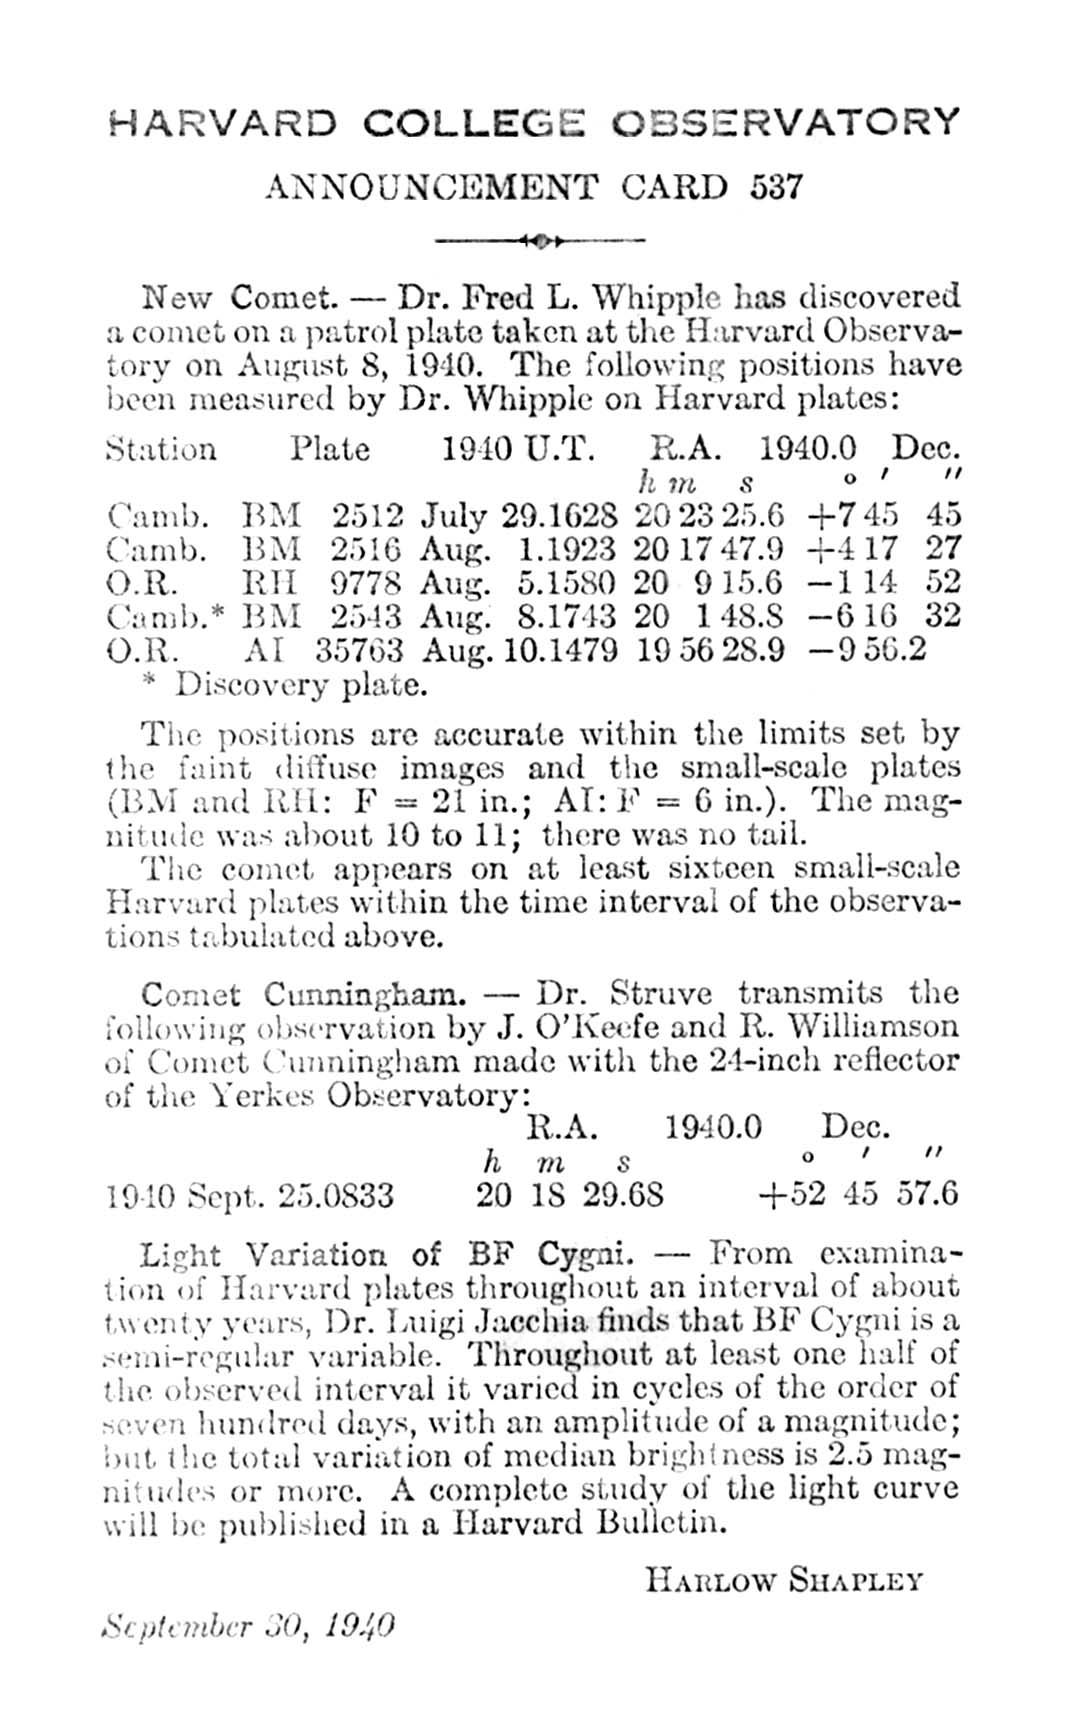 HARVARD COLLEGE OBSERVATORY
ANNOUNCEMENT CARD 537
New Comet. — Dr. Fred L. Whipple has discovered
a comet on a patrol plate taken at the Harvard Observa-
tory on August 8, 1940. The following positions have
been measured by Dr. Whipple on Harvard plates:
Station Plate 1940 U.T. R.A. 1940.0 Dec.
h m s ° ′ ″
Camb. BM 2512 July 29.1628 20 23 25.6 +7 45 45
Camb. BM 2516 Aug. 1.1923 20 17 47.9 +4 17 27
O.R. RH 9778 Aug. 5.1580 20 9 15.6 −1 14 52
Camb.* BM 2543 Aug. 8.1743 20 1 48.8 −6 16 32
O.R. AI 35763 Aug. 10.1479 19 56 28.9 −9 56.2
* Discovery plate.
The positions are accurate within the limits set by
the faint diffuse images and the small-scale plates
(BM and RH: F = 21 in.; AI: F = 6 in.). The mag-
nitude was about 10 to 11; there was no tail.
The comet appears on at least sixteen small-scale
Harvard plates within the time interval of the observa-
tions tabulated above.
Comet Cunningham. — Dr. Struve transmits the
following observation by J. O'Keefe and R. Williamson
of Comet Cunningham made with the 24-inch reflector
of the Yerkes Observatory:
R.A. 1940.0 Dec.
h m s ° ′ ″
1940 Sept. 25.0833 20 18 29.68 +52 45 57.6
Light Variation of BF Cygni. — From examina-
tion of Harvard plates throughout an interval of about
twenty years, Dr. Luigi Jacchia finds that BF Cygni is a
semi-regular variable. Throughout at least one half of
the observed interval it varied in cycles of the order of
seven hundred days, with an amplitude of a magnitude;
but the total variation of median brightness is 2.5 mag-
nitudes or more. A complete study of the light curve
will be published in a Harvard Bulletin.
HARLOW SHAPLEY
September 30, 1940